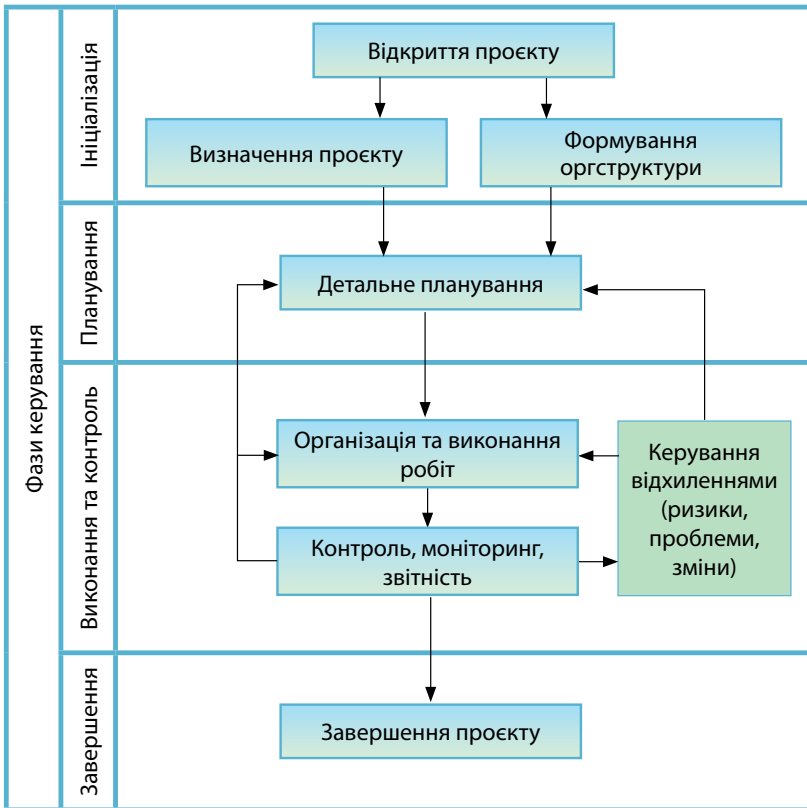 Фази керування
Ініціалізація
Відкриття проєкту
Визначення проєкту
Формування
оргструктури
Планування
Детальне планування
Виконання та контроль
Організація та виконання
робіт
Керування
відхиленнями
(ризики,
проблеми,
зміни)
Контроль, моніторинг,
звітність
Завершення
Завершення проєкту